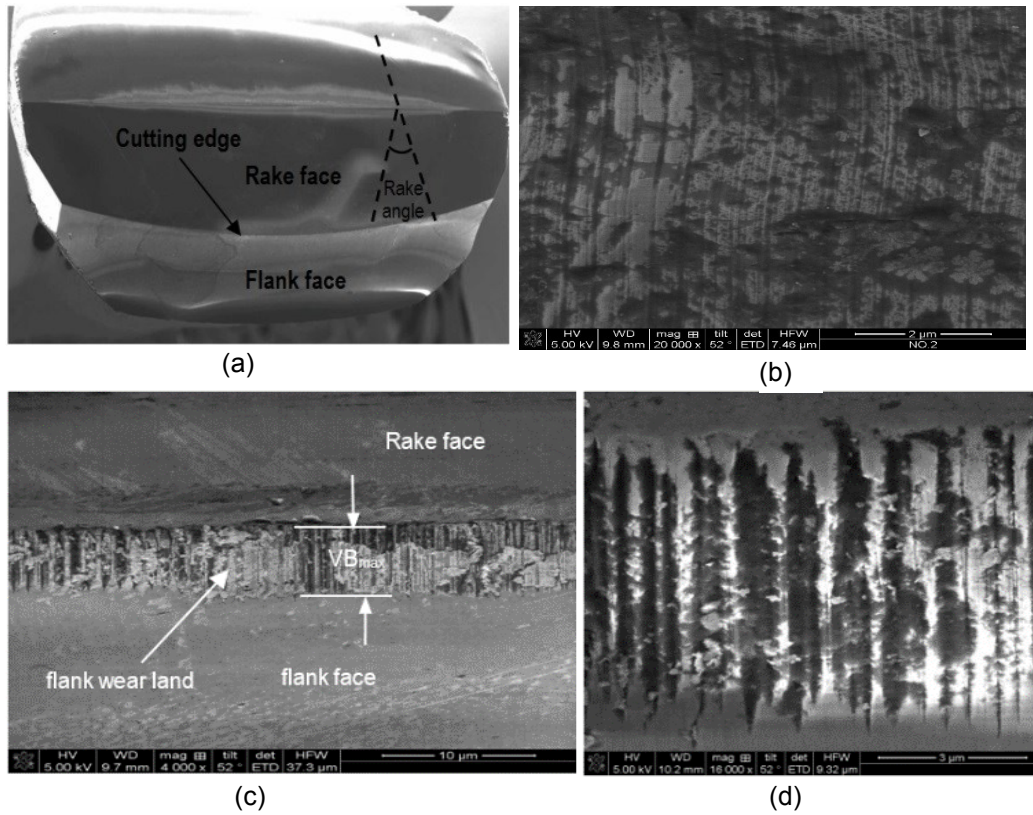 Cutting edge
Rake face
Rake
angle
Flank face
(a)
HV WD mag ⊞ tilt det HFW 2 µm
5.00 kV 9.8 mm 20 000 x 52 ° ETD 7.46 µm NO.2
(b)
Rake face
VBmax
flank wear land
flank face
HV WD mag ⊞ tilt det HFW 10 µm
5.00 kV 9.7 mm 4 000 x 52 ° ETD 37.3 µm
(c)
HV WD mag ⊞ tilt det HFW 3 µm
5.00 kV 10.2 mm 16 000 x 52 ° ETD 9.32 µm
(d)